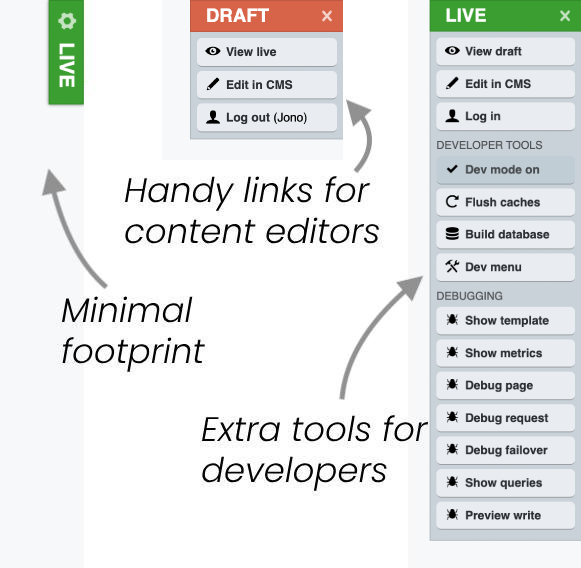 LIVE
Minimal
footprint
DRAFT ×
View live
Edit in CMS
Log out (Jono)
Handy links for
content editors
LIVE ×
View draft
Edit in CMS
Log in
DEVELOPER TOOLS
Dev mode on
Flush caches
Build database
Dev menu
DEBUGGING
Show template
Show metrics
Debug page
Debug request
Debug failover
Show queries
Preview write
Extra tools for
developers